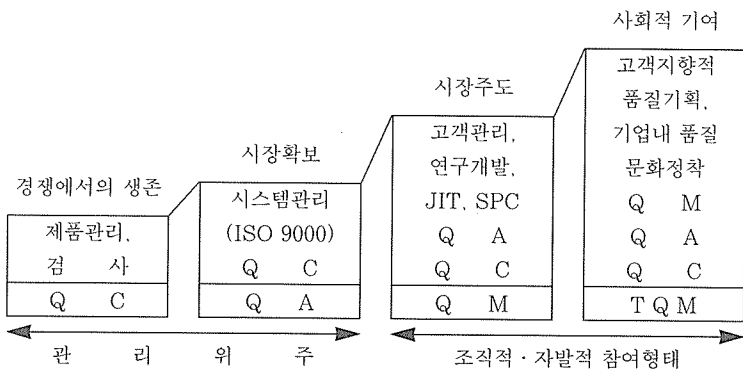 경쟁에서의 생존
제품관리,
검 사
Q C
시장확보
시스템관리
(ISO 9000)
Q C
Q A
시장주도
고객관리,
연구개발,
JIT, SPC
Q A
Q C
Q M
사회적 기여
고객지향적
품질기획,
기업내 품질
문화정착
Q M
Q A
Q C
T Q M
관 리 위 주
조직적·자발적 참여형태